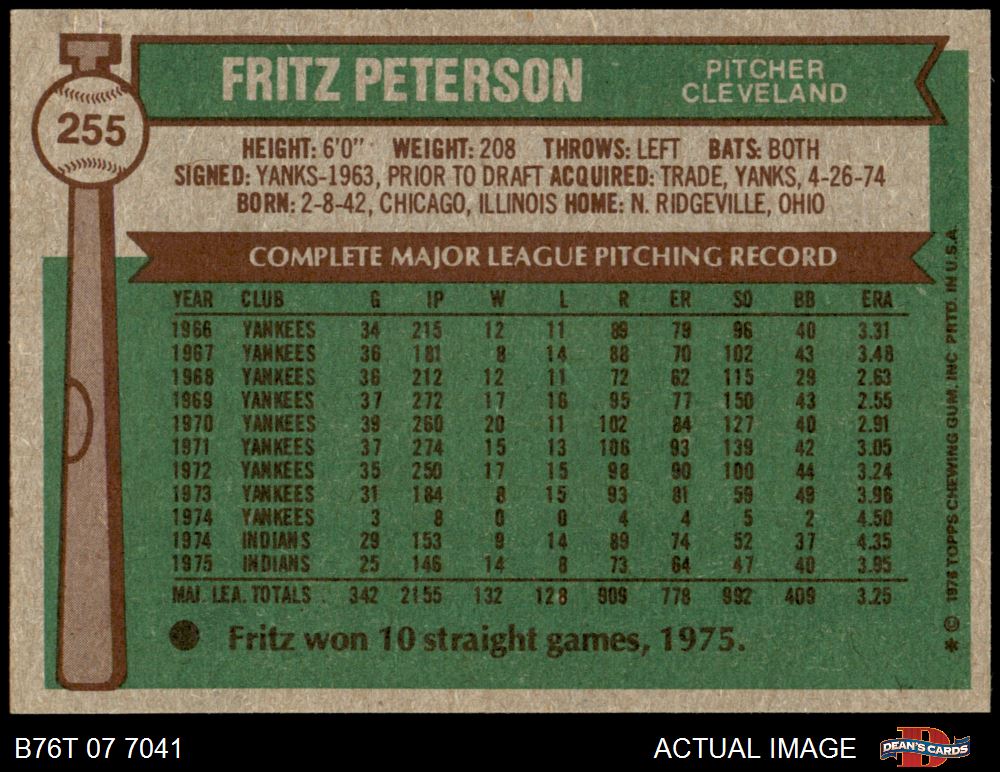 255
FRITZ PETERSON
PITCHER
CLEVELAND
HEIGHT: 6'0" WEIGHT: 208 THROWS: LEFT BATS: BOTH
SIGNED: YANKS-1963, PRIOR TO DRAFT ACQUIRED: TRADE, YANKS, 4-26-74
BORN: 2-8-42, CHICAGO, ILLINOIS HOME: N. RIDGEVILLE, OHIO
COMPLETE MAJOR LEAGUE PITCHING RECORD
YEAR CLUB G IP W L R ER SO BB ERA
1966 YANKEES 34 215 12 11 89 79 96 40 3.31
1967 YANKEES 36 181 8 14 88 70 102 43 3.48
1968 YANKEES 36 212 12 11 72 62 115 29 2.63
1969 YANKEES 37 272 17 16 95 77 150 43 2.55
1970 YANKEES 39 260 20 11 102 84 127 40 2.91
1971 YANKEES 37 274 15 13 106 93 139 42 3.05
1972 YANKEES 35 250 17 15 98 90 100 44 3.24
1973 YANKEES 31 184 8 15 93 81 59 49 3.96
1974 YANKEES 3 8 0 0 4 4 5 2 4.50
1974 INDIANS 29 153 9 14 89 74 52 37 4.35
1975 INDIANS 25 146 14 8 73 64 47 40 3.95
MAJ. LEA. TOTALS 342 2155 132 128 909 778 992 409 3.25
Fritz won 10 straight games, 1975.
* © 1976 TOPPS CHEWING GUM, INC. PRTD. IN U.S.A.
B76T 07 7041
ACTUAL IMAGE
DEAN'S CARDS